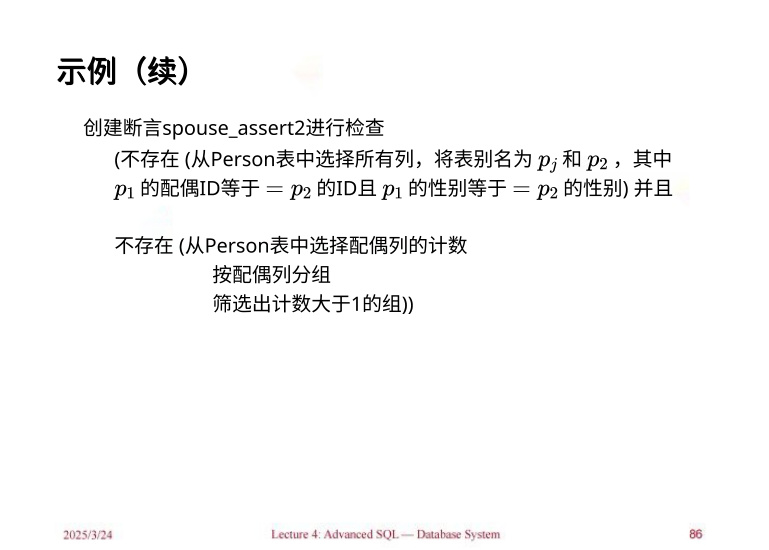 示例（续）
创建断言spouse_assert2进行检查
(不存在 (从Person表中选择所有列，将表别名为 p_j 和 p_2 ，其中
p_1 的配偶ID等于 = p_2 的ID且 p_1 的性别等于 = p_2 的性别) 并且
不存在 (从Person表中选择配偶列的计数
按配偶列分组
筛选出计数大于1的组))
2025/3/24
Lecture 4: Advanced SQL — Database System
86